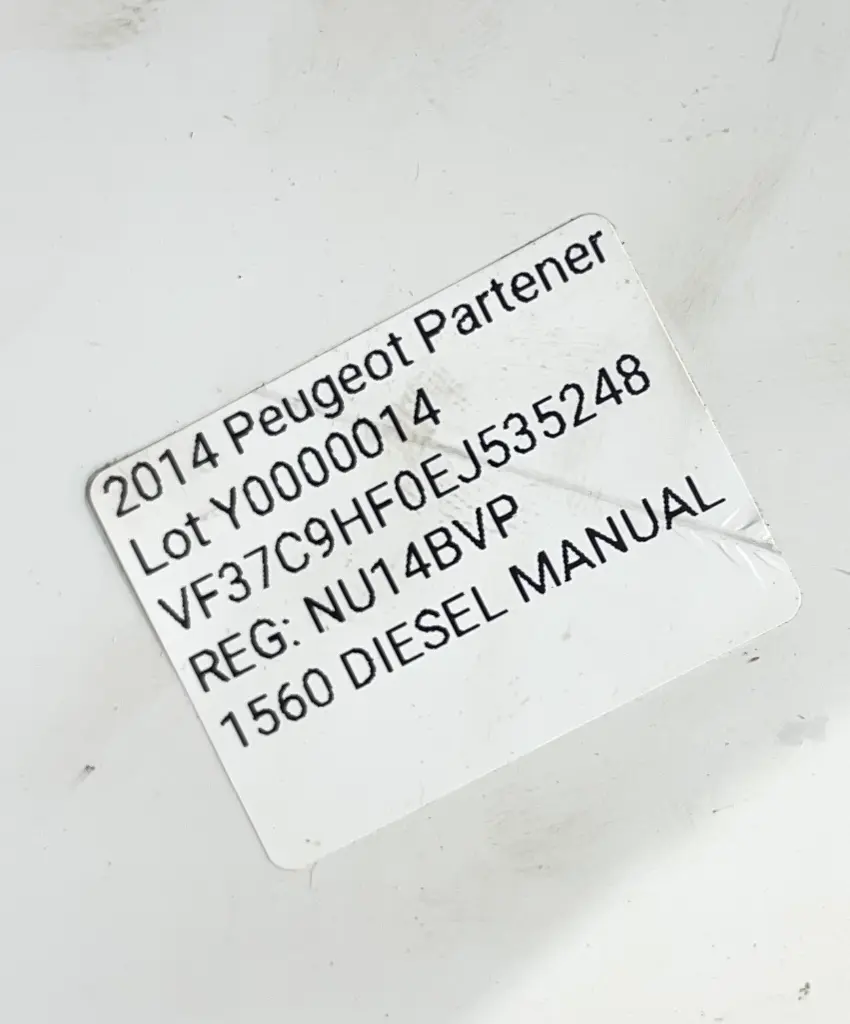 2014 Peugeot Partener
Lot Y0000014
VF37C9HF0EJ535248
REG: NU14BVP
1560 DIESEL MANUAL